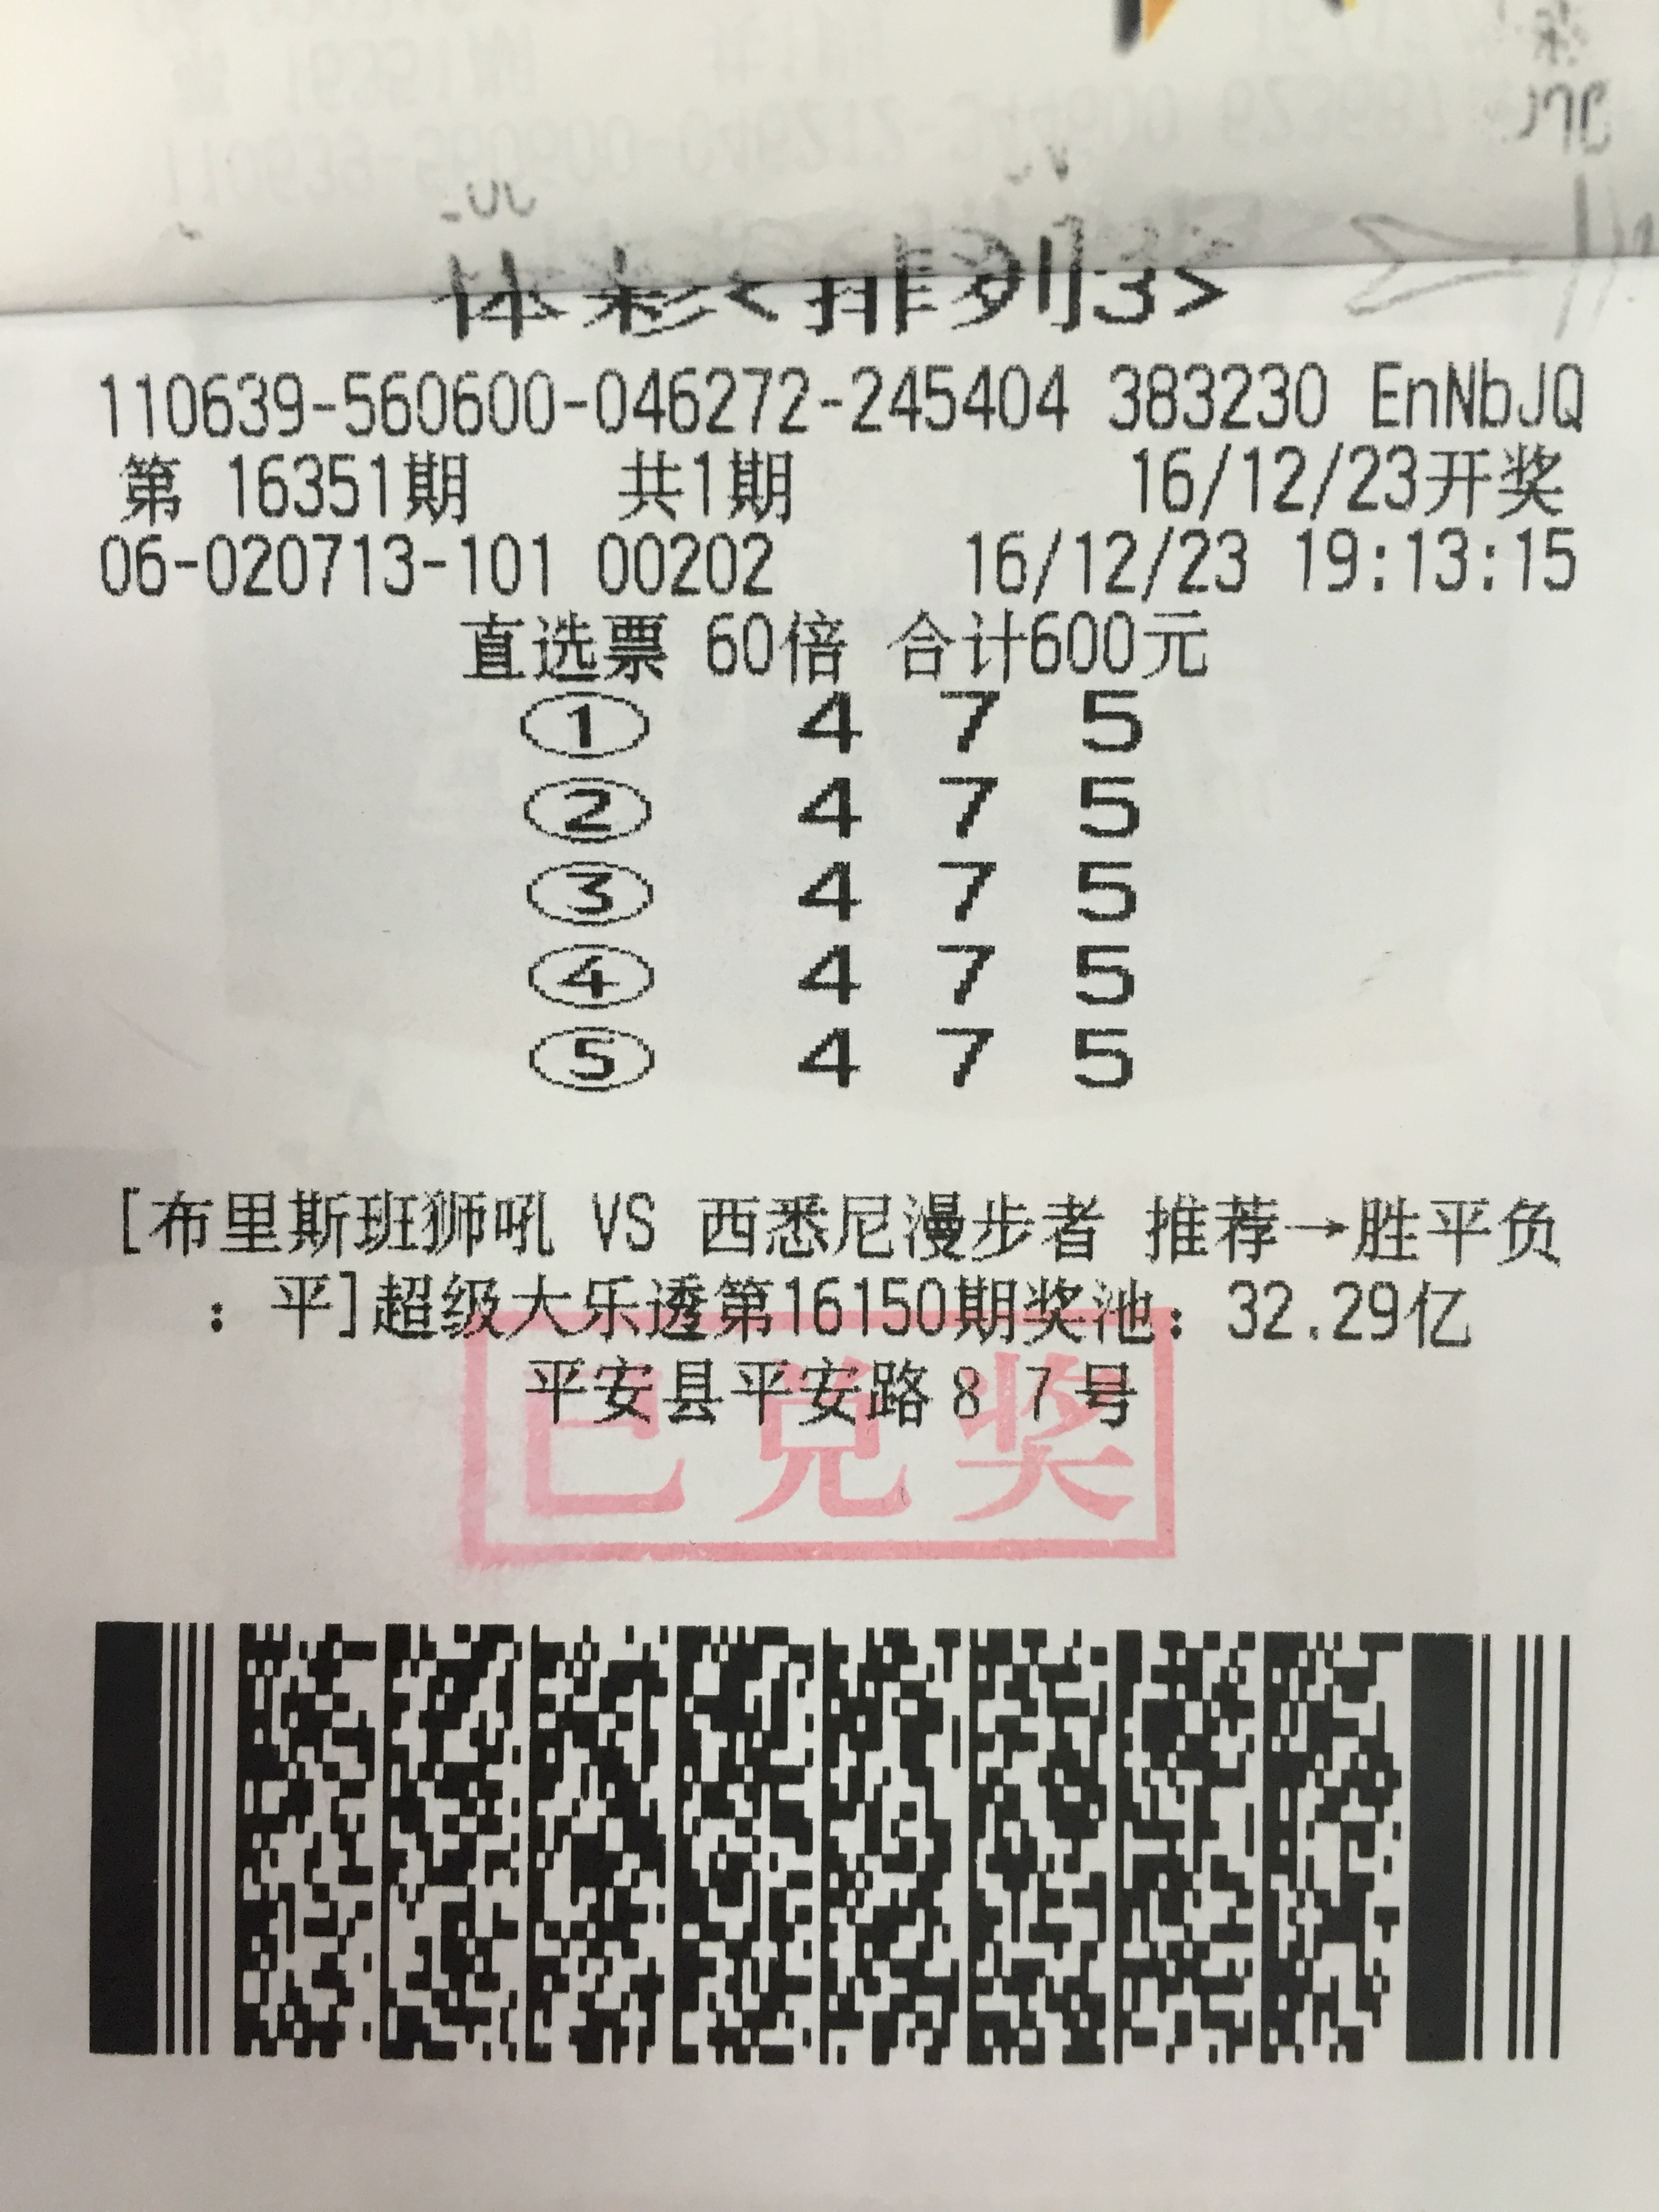 体彩<排列3>
110639-560600-046272-245404 383230 EnNbJQ
第 16351期 共1期 16/12/23开奖
06-020713-101 00202 16/12/23 19:13:15
直选票 60倍 合计600元
① 4 7 5
② 4 7 5
③ 4 7 5
④ 4 7 5
⑤ 4 7 5
[布里斯班狮吼 VS 西悉尼漫步者 推荐→胜平负
：平]超级大乐透第16150期奖池：32.29亿
平安县平安路87号
已兑奖